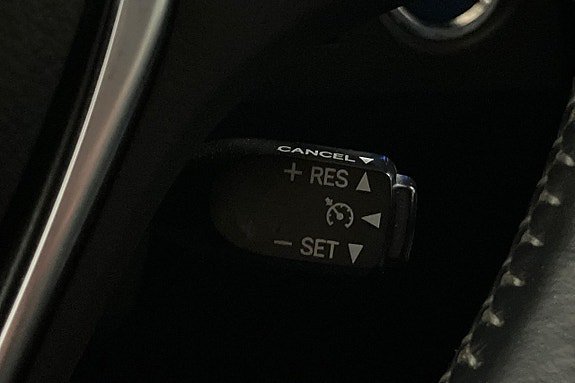 CANCEL ▼
+ RES ▲
◀
− SET ▼